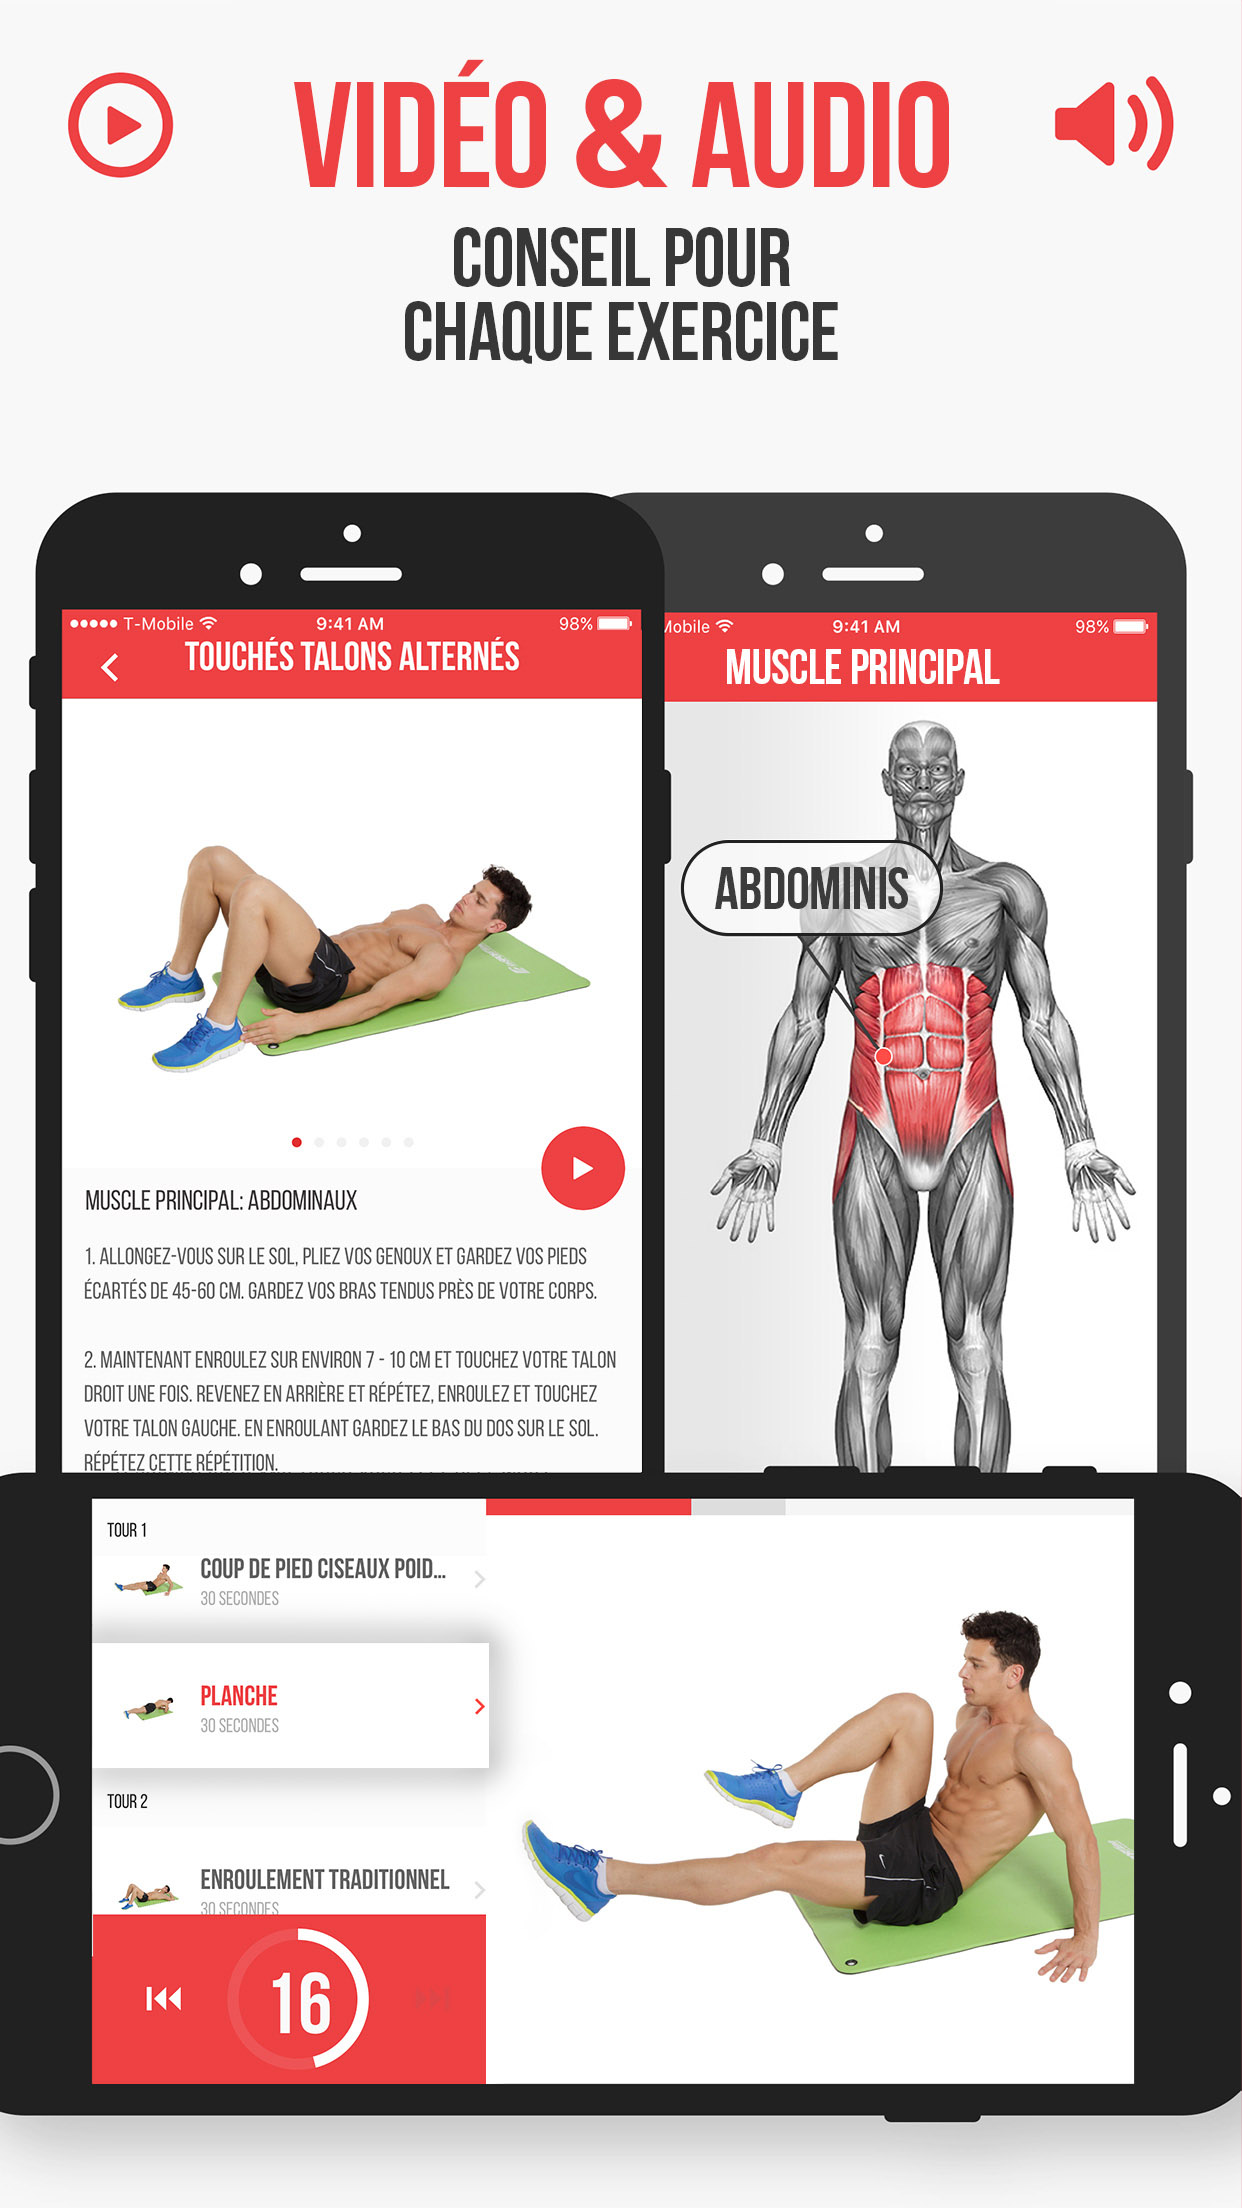 VIDÉO & AUDIO
CONSEIL POUR
CHAQUE EXERCICE
T-Mobile 9:41 AM 98%
TOUCHÉS TALONS ALTERNÉS
Mobile 9:41 AM 98%
MUSCLE PRINCIPAL
ABDOMINIS
MUSCLE PRINCIPAL: ABDOMINAUX
1. ALLONGEZ-VOUS SUR LE SOL, PLIEZ VOS GENOUX ET GARDEZ VOS PIEDS
ÉCARTÉS DE 45-60 CM. GARDEZ VOS BRAS TENDUS PRÈS DE VOTRE CORPS.
2. MAINTENANT ENROULEZ SUR ENVIRON 7 - 10 CM ET TOUCHEZ VOTRE TALON
DROIT UNE FOIS. REVENEZ EN ARRIÈRE ET RÉPÉTEZ, ENROULEZ ET TOUCHEZ
VOTRE TALON GAUCHE. EN ENROULANT GARDEZ LE BAS DU DOS SUR LE SOL.
RÉPÉTEZ CETTE RÉPÉTITION.
TOUR 1
COUP DE PIED CISEAUX POID...
30 SECONDES
PLANCHE
30 SECONDES
TOUR 2
ENROULEMENT TRADITIONNEL
30 SECONDES
16